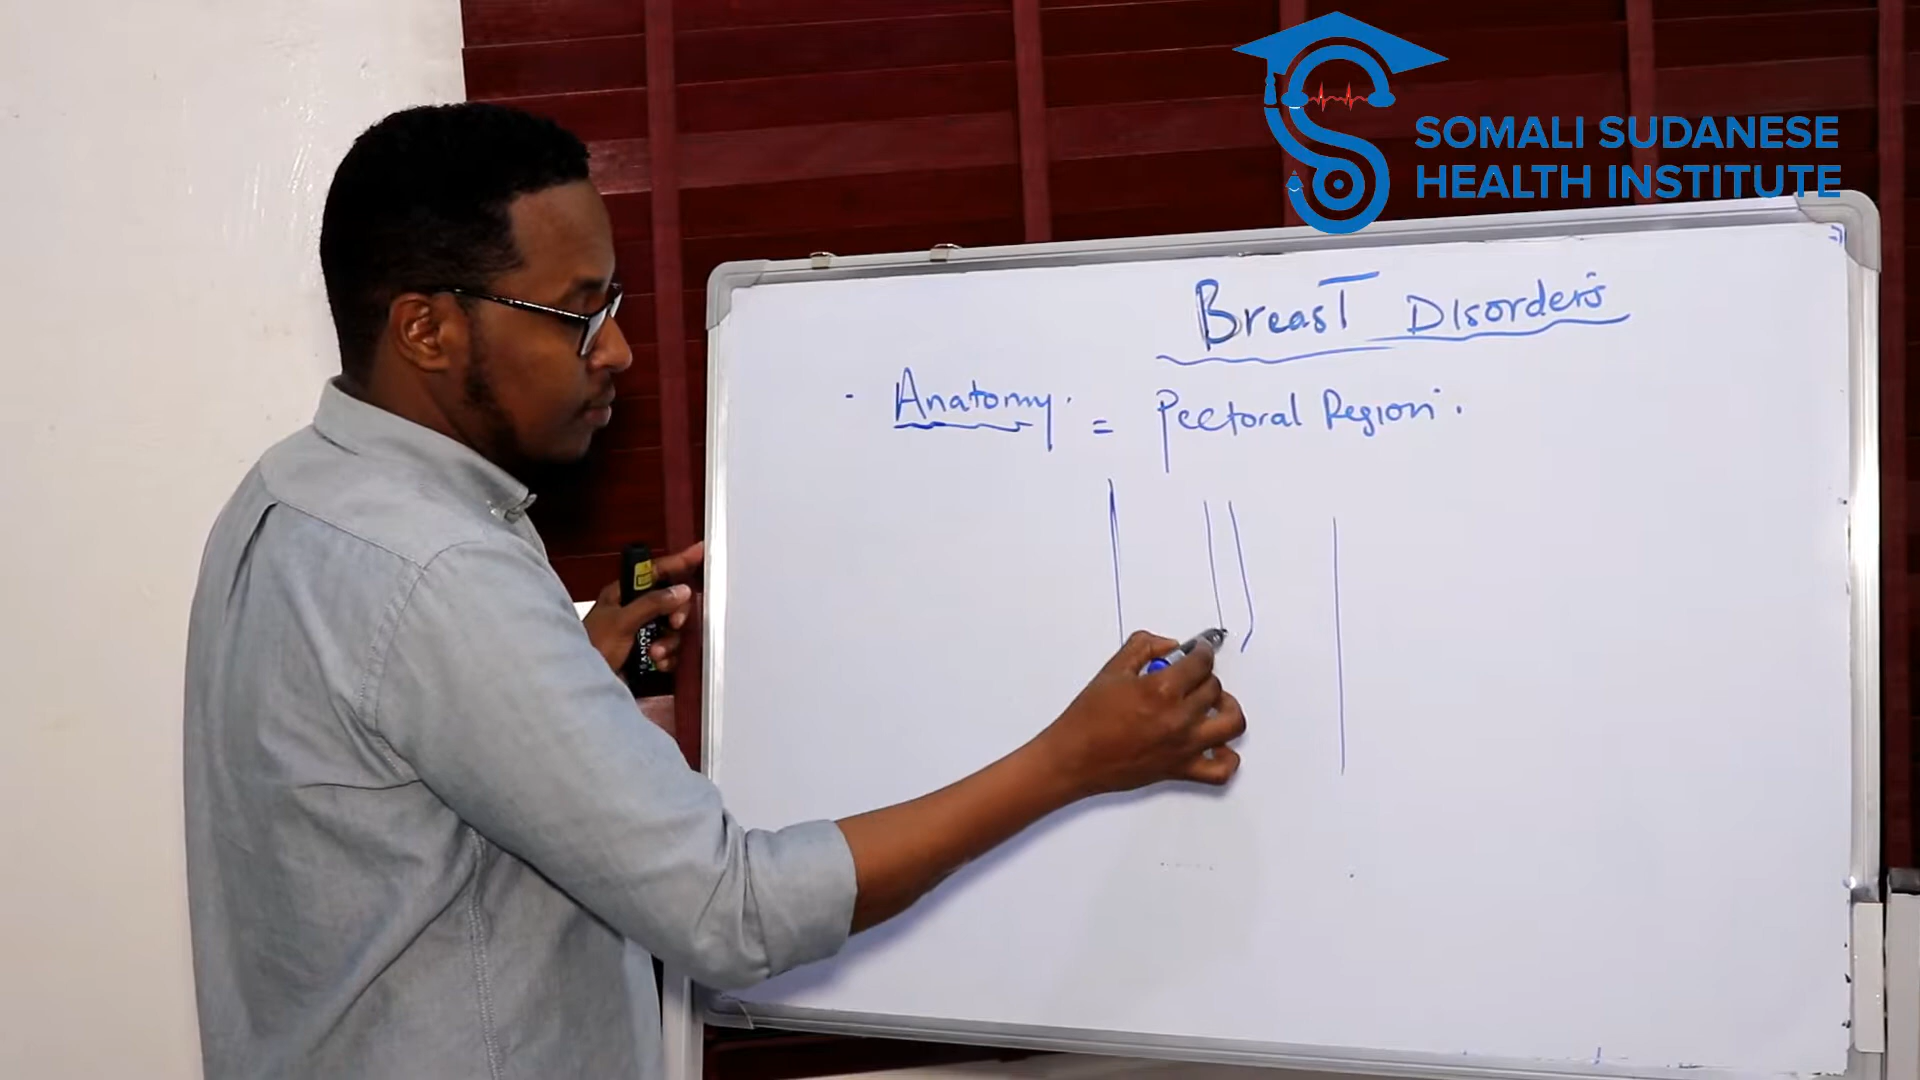 SOMALI SUDANESE
HEALTH INSTITUTE
Breast Disorders
· Anatomy. = Pectoral Region.